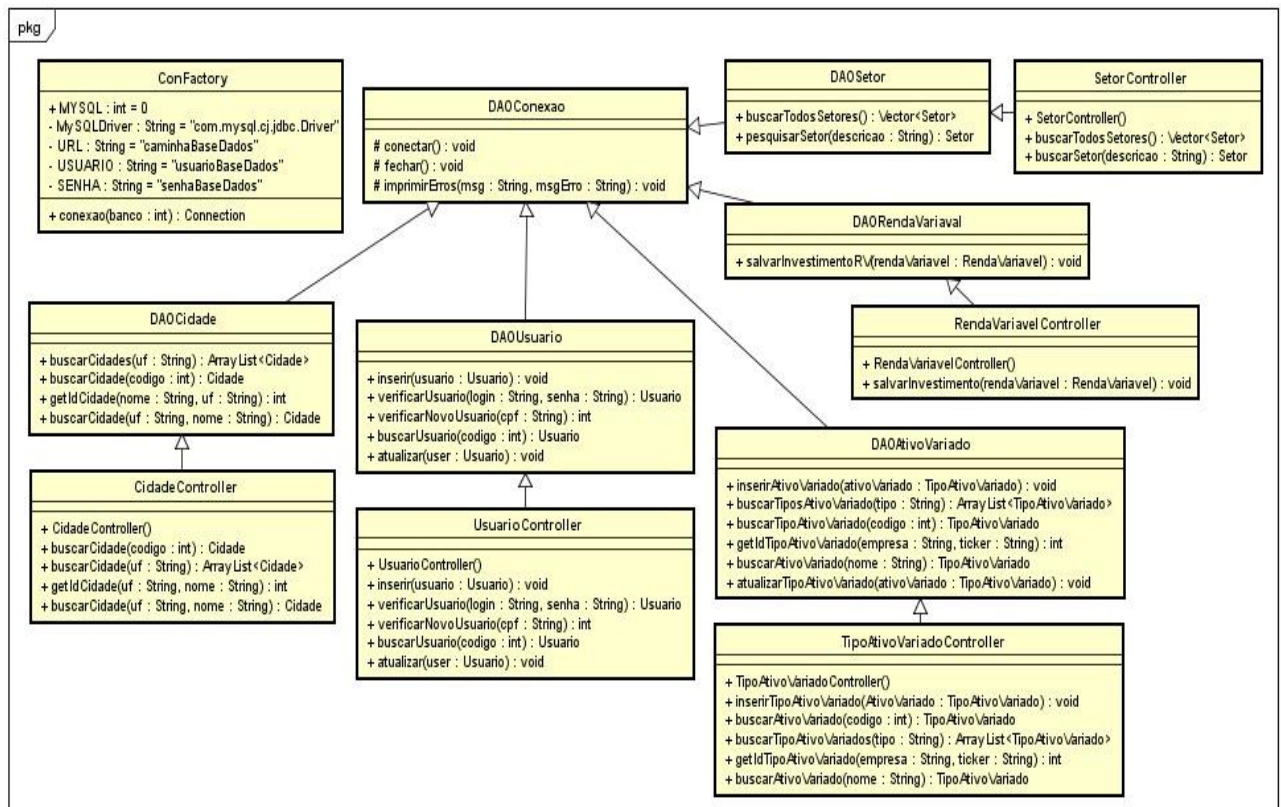 pkg
ConFactory
+ MYSQL : int = 0
- MySQLDriver : String = "com.mysql.cj.jdbc.Driver"
- URL : String = "caminhaBaseDados"
- USUARIO : String = "usuarioBaseDados"
- SENHA : String = "senhaBaseDados"
+ conexao(banco : int) : Connection
DAOConexao
# conectar() : void
# fechar() : void
# imprimirErros(msg : String, msgErro : String) : void
DAOSetor
+ buscarTodosSetores() : Vector<Setor>
+ pesquisarSetor(descricao : String) : Setor
SetorController
+ SetorController()
+ buscarTodosSetores() : Vector<Setor>
+ buscarSetor(descricao : String) : Setor
DAORendaVariaval
+ salvarInvestimentoRV(rendaVariavel : RendaVariavel) : void
RendaVariavelController
+ RendaVariavelController()
+ salvarInvestimento(rendaVariavel : RendaVariavel) : void
DAOCidade
+ buscarCidades(uf : String) : ArrayList<Cidade>
+ buscarCidade(codigo : int) : Cidade
+ getIdCidade(nome : String, uf : String) : int
+ buscarCidade(uf : String, nome : String) : Cidade
CidadeController
+ CidadeController()
+ buscarCidade(codigo : int) : Cidade
+ buscarCidade(uf : String) : ArrayList<Cidade>
+ getIdCidade(uf : String, nome : String) : int
+ buscarCidade(uf : String, nome : String) : Cidade
DAOUsuario
+ inserir(usuario : Usuario) : void
+ verificarUsuario(login : String, senha : String) : Usuario
+ verificarNovoUsuario(cpf : String) : int
+ buscarUsuario(codigo : int) : Usuario
+ atualizar(user : Usuario) : void
UsuarioController
+ UsuarioController()
+ inserir(usuario : Usuario) : void
+ verificarUsuario(login : String, senha : String) : Usuario
+ verificarNovoUsuario(cpf : String) : int
+ buscarUsuario(codigo : int) : Usuario
+ atualizar(user : Usuario) : void
DAOAtivoVariado
+ inserirAtivoVariado(ativoVariado : TipoAtivoVariado) : void
+ buscarTiposAtivoVariado(tipo : String) : ArrayList<TipoAtivoVariado>
+ buscarTipoAtivoVariado(codigo : int) : TipoAtivoVariado
+ getIdTipoAtivoVariado(empresa : String, ticker : String) : int
+ buscarAtivoVariado(nome : String) : TipoAtivoVariado
+ atualizarTipoAtivoVariado(ativoVariado : TipoAtivoVariado) : void
TipoAtivoVariadoController
+ TipoAtivoVariadoController()
+ inserirTipoAtivoVariado(AtivoVariado : TipoAtivoVariado) : void
+ buscarAtivoVariado(codigo : int) : TipoAtivoVariado
+ buscarTipoAtivoVariados(tipo : String) : ArrayList<TipoAtivoVariado>
+ getIdTipoAtivoVariado(empresa : String, ticker : String) : int
+ buscarAtivoVariado(nome : String) : TipoAtivoVariado